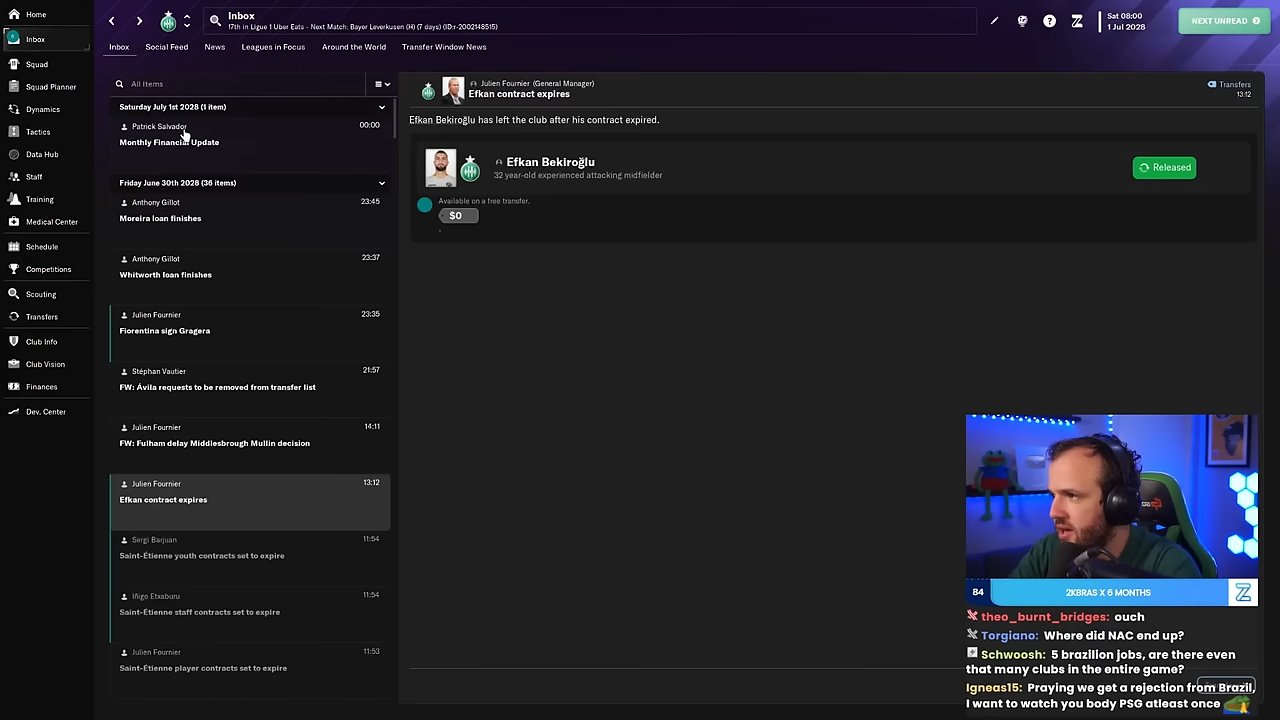 Home
Inbox
Squad
Squad Planner
Dynamics
Tactics
Data Hub
Staff
Training
Medical Center
Schedule
Competitions
Scouting
Transfers
Club Info
Club Vision
Finances
Dev. Center
Inbox
17th in Ligue 1 Uber Eats - Next Match: Bayer Leverkusen (H) (7 days) (ID:r-2002148515)
Sat 08:00
1 Jul 2028
NEXT UNREAD
Inbox
Social Feed
News
Leagues in Focus
Around the World
Transfer Window News
All Items
Saturday July 1st 2028 (1 item)
Patrick Salvador 00:00
Monthly Financial Update
Friday June 30th 2028 (36 items)
Anthony Gillot 23:45
Moreira loan finishes
Anthony Gillot 23:37
Whitworth loan finishes
Julien Fournier 23:35
Fiorentina sign Gragera
Stéphan Vautier 21:57
FW: Ávila requests to be removed from transfer list
Julien Fournier 14:11
FW: Fulham delay Middlesbrough Mullin decision
Julien Fournier 13:12
Efkan contract expires
Sergi Barjuan 11:54
Saint-Étienne youth contracts set to expire
Iñigo Etxaburu 11:54
Saint-Étienne staff contracts set to expire
Julien Fournier 11:53
Saint-Étienne player contracts set to expire
Julien Fournier (General Manager)
Efkan contract expires
Transfers
13:12
Efkan Bekiroğlu has left the club after his contract expired.
Efkan Bekiroğlu
32 year-old experienced attacking midfielder
Released
Available on a free transfer.
$0
84 2KBRAS X 6 MONTHS
theo_burnt_bridges: ouch
Torgiano: Where did NAC end up?
Schwoosh: 5 brazilion jobs, are there even
that many clubs in the entire game?
Igneas15: Praying we get a rejection from Brazil,
I want to watch you body PSG atleast once